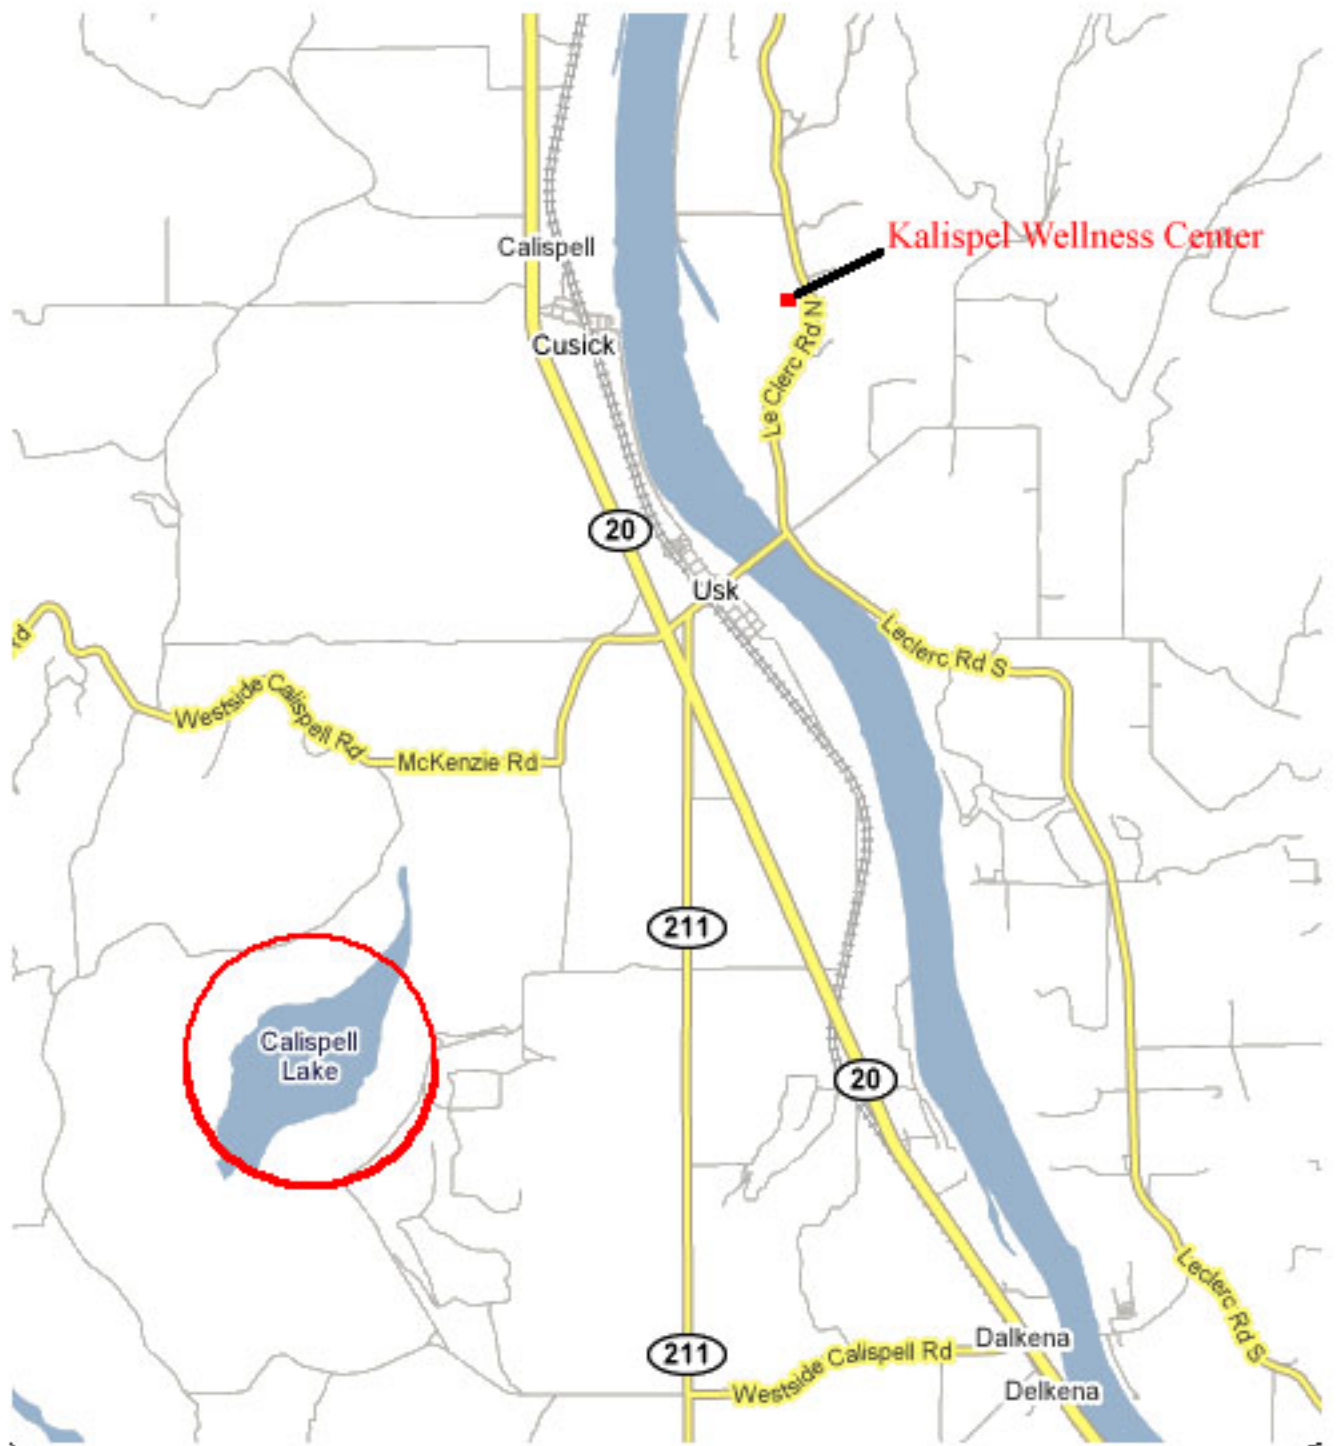 Kalispel Wellness Center
Calispell
Le Clerc Rd N
Cusick
20
Usk
Leclerc Rd S
Rd
Westside Calispell Rd
McKenzie Rd
211
Calispell
Lake
20
Leclerc Rd S
Dalkena
211
Westside Calispell Rd
Delkena